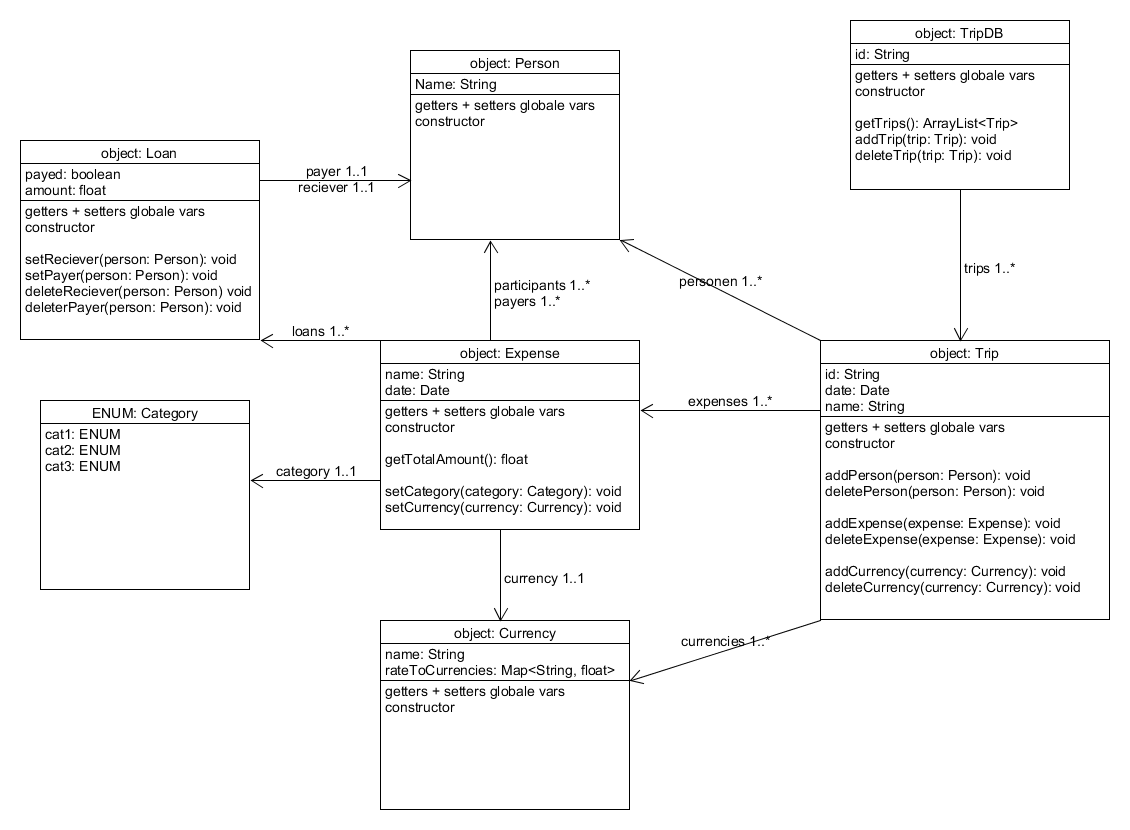 object: TripDB
id: String
getters + setters globale vars
constructor
getTrips(): ArrayList<Trip>
addTrip(trip: Trip): void
deleteTrip(trip: Trip): void
object: Person
Name: String
getters + setters globale vars
constructor
object: Loan
payed: boolean
amount: float
getters + setters globale vars
constructor
setReciever(person: Person): void
setPayer(person: Person): void
deleteReciever(person: Person) void
deleterPayer(person: Person): void
payer 1..1
reciever 1..1
participants 1..*
payers 1..*
personen 1..*
trips 1..*
loans 1..*
object: Expense
name: String
date: Date
getters + setters globale vars
constructor
getTotalAmount(): float
setCategory(category: Category): void
setCurrency(currency: Currency): void
expenses 1..*
object: Trip
id: String
date: Date
name: String
getters + setters globale vars
constructor
addPerson(person: Person): void
deletePerson(person: Person): void
addExpense(expense: Expense): void
deleteExpense(expense: Expense): void
addCurrency(currency: Currency): void
deleteCurrency(currency: Currency): void
ENUM: Category
cat1: ENUM
cat2: ENUM
cat3: ENUM
category 1..1
currency 1..1
currencies 1..*
object: Currency
name: String
rateToCurrencies: Map<String, float>
getters + setters globale vars
constructor